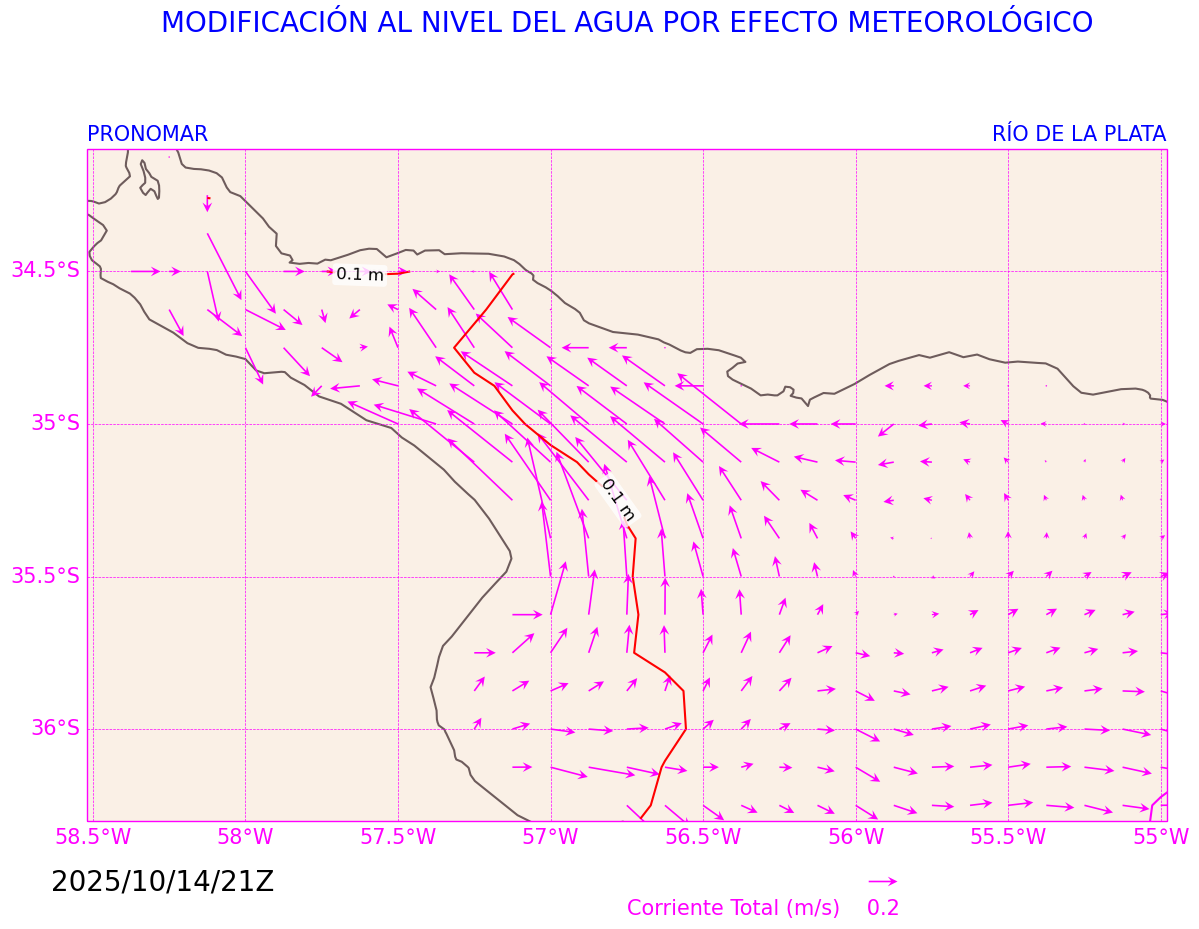 MODIFICACIÓN AL NIVEL DEL AGUA POR EFECTO METEOROLÓGICO
PRONOMAR
RÍO DE LA PLATA
34.5°S
35°S
35.5°S
36°S
0.1 m
0.1 m
58.5°W
58°W
57.5°W
57°W
56.5°W
56°W
55.5°W
55°W
2025/10/14/21Z
Corriente Total (m/s)
0.2